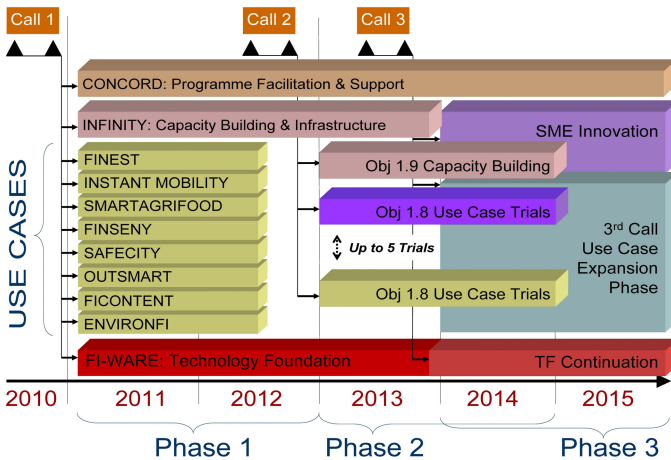 Call 1
Call 2
Call 3
CONCORD: Programme Facilitation & Support
INFINITY: Capacity Building & Infrastructure
SME Innovation
USE CASES
FINEST
INSTANT MOBILITY
SMARTAGRIFOOD
FINSENY
SAFECITY
OUTSMART
FICONTENT
ENVIRONFI
Obj 1.9 Capacity Building
Obj 1.8 Use Case Trials
Up to 5 Trials
Obj 1.8 Use Case Trials
3rd Call
Use Case
Expansion
Phase
FI-WARE: Technology Foundation
TF Continuation
2010 2011 2012 2013 2014 2015
Phase 1 Phase 2 Phase 3